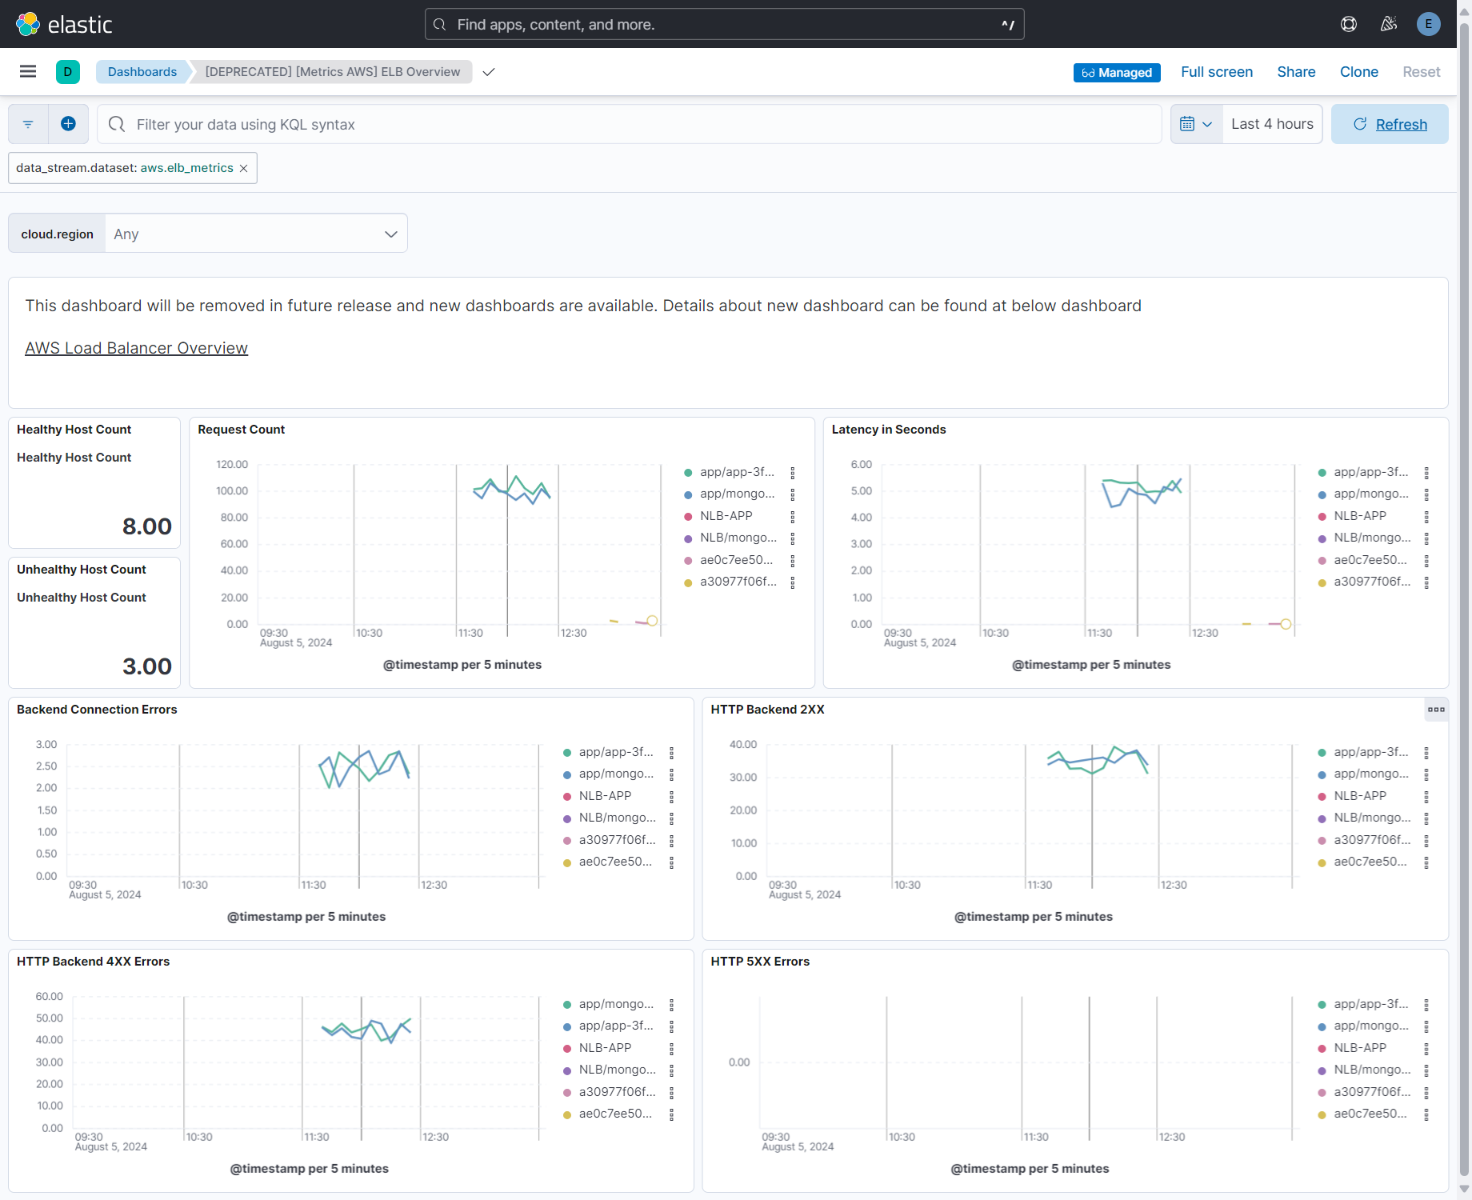 elastic
Find apps, content, and more.
^/
E
D
Dashboards
[DEPRECATED] [Metrics AWS] ELB Overview
Managed
Full screen
Share
Clone
Reset
Filter your data using KQL syntax
Last 4 hours
Refresh
data_stream.dataset: aws.elb_metrics ×
cloud.region
Any
This dashboard will be removed in future release and new dashboards are available. Details about new dashboard can be found at below dashboard
AWS Load Balancer Overview
Healthy Host Count
Healthy Host Count
8.00
Unhealthy Host Count
Unhealthy Host Count
3.00
Request Count
120.00
100.00
80.00
60.00
40.00
20.00
0.00
09:30
August 5, 2024
10:30
11:30
12:30
@timestamp per 5 minutes
app/app-3f...
app/mongo...
NLB-APP
NLB/mongo...
ae0c7ee50...
a30977f06f...
Latency in Seconds
6.00
5.00
4.00
3.00
2.00
1.00
0.00
09:30
August 5, 2024
10:30
11:30
12:30
@timestamp per 5 minutes
app/app-3f...
app/mongo...
NLB-APP
NLB/mongo...
ae0c7ee50...
a30977f06f...
Backend Connection Errors
3.00
2.50
2.00
1.50
1.00
0.50
0.00
09:30
August 5, 2024
10:30
11:30
12:30
@timestamp per 5 minutes
app/app-3f...
app/mongo...
NLB-APP
NLB/mongo...
a30977f06f...
ae0c7ee50...
HTTP Backend 2XX
40.00
30.00
20.00
10.00
0.00
09:30
August 5, 2024
10:30
11:30
12:30
@timestamp per 5 minutes
app/app-3f...
app/mongo...
NLB-APP
NLB/mongo...
a30977f06f...
ae0c7ee50...
HTTP Backend 4XX Errors
60.00
50.00
40.00
30.00
20.00
10.00
0.00
09:30
August 5, 2024
10:30
11:30
12:30
@timestamp per 5 minutes
app/mongo...
app/app-3f...
NLB-APP
NLB/mongo...
a30977f06f...
ae0c7ee50...
HTTP 5XX Errors
0.00
09:30
August 5, 2024
10:30
11:30
12:30
@timestamp per 5 minutes
app/app-3f...
app/mongo...
NLB-APP
NLB/mongo...
a30977f06f...
ae0c7ee50...